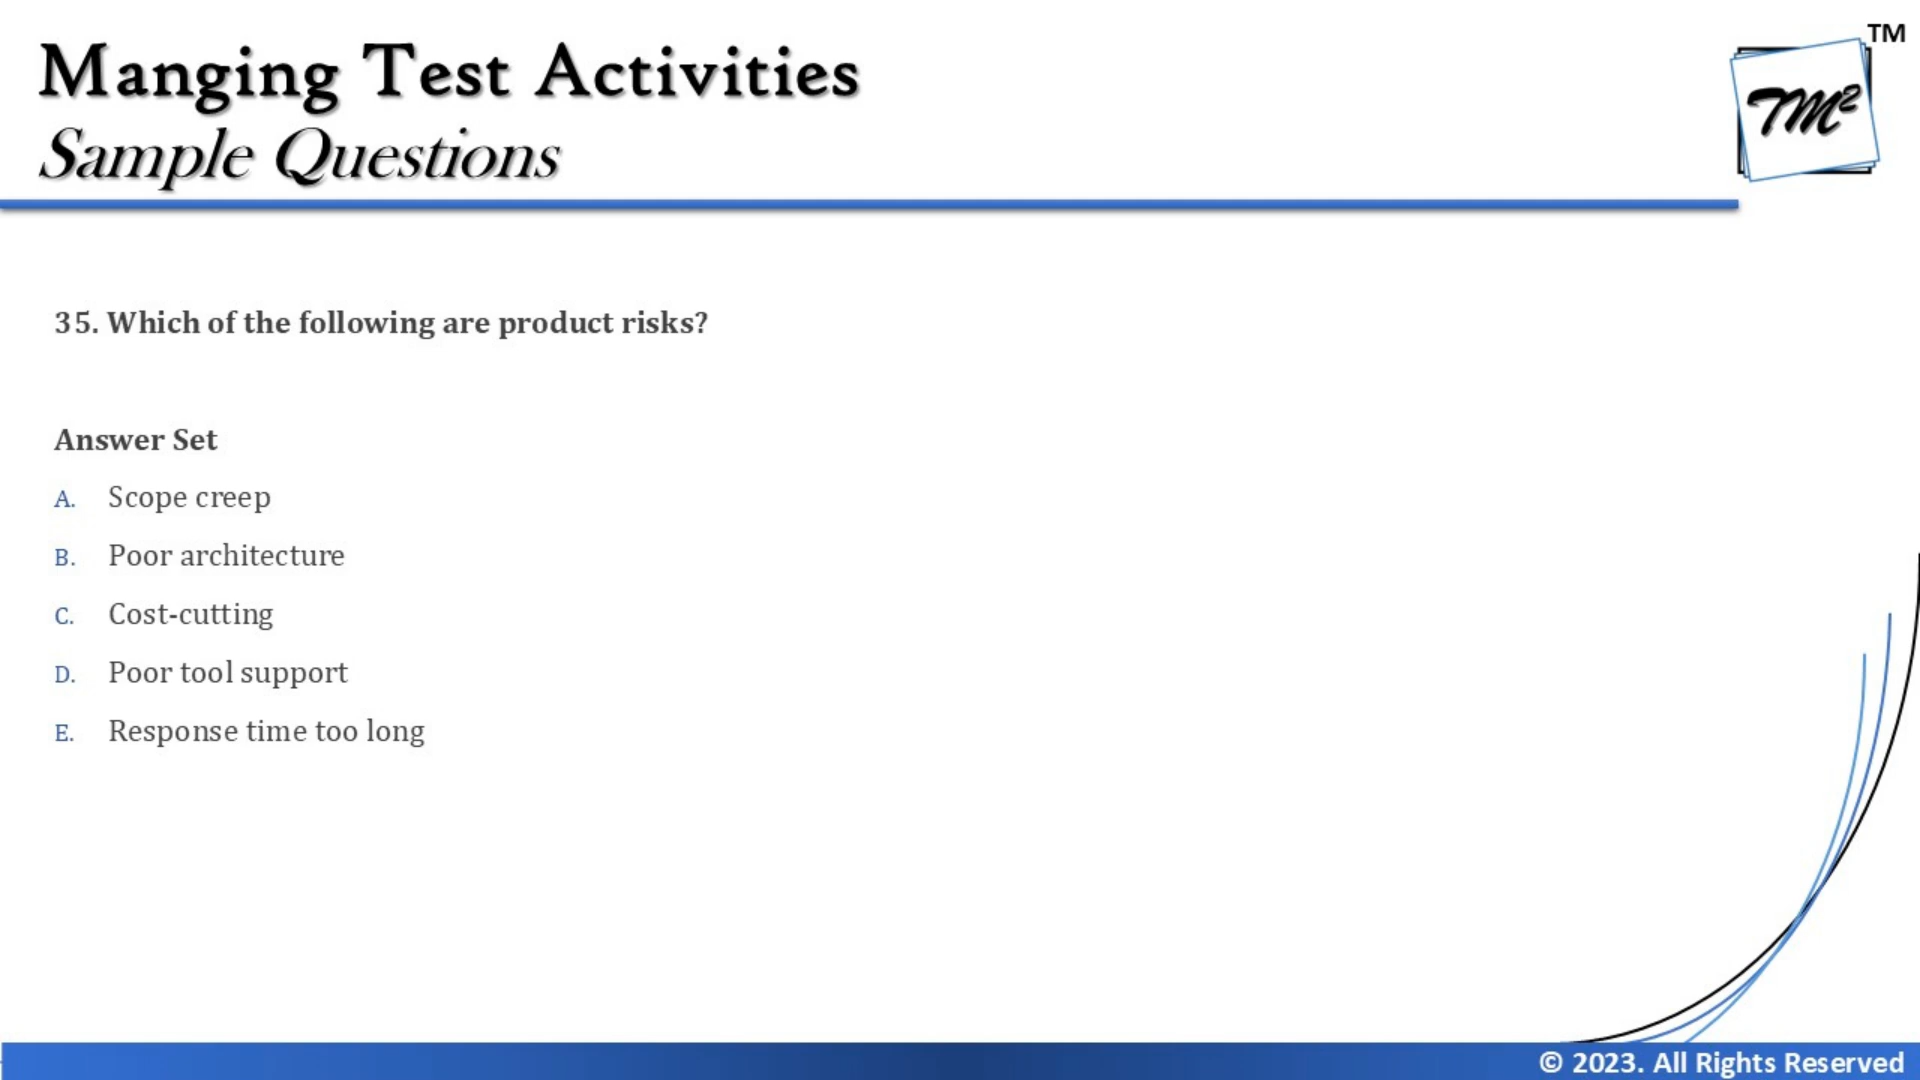 Manging Test Activities
Sample Questions
TM
TM²
35. Which of the following are product risks?
Answer Set
A. Scope creep
B. Poor architecture
C. Cost-cutting
D. Poor tool support
E. Response time too long
© 2023. All Rights Reserved